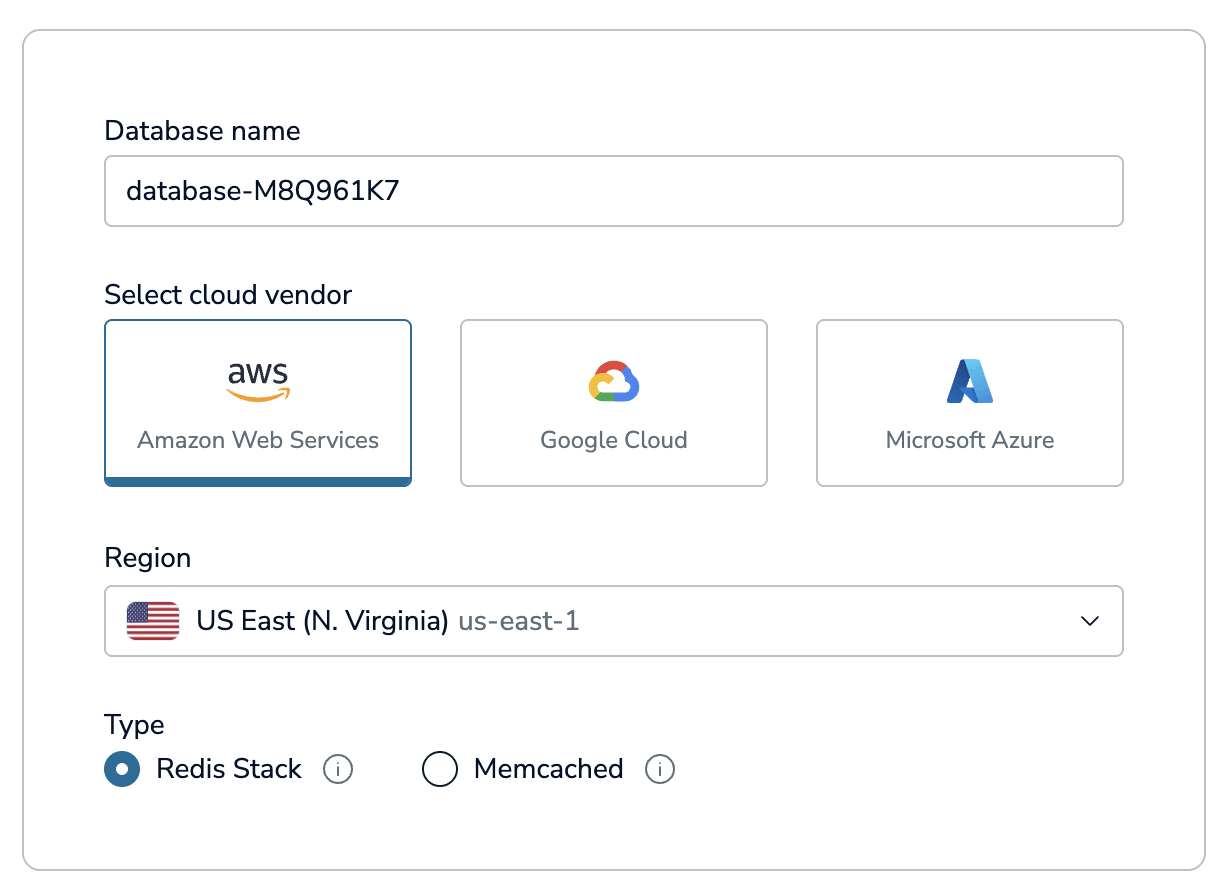 Database name
database-M8Q961K7
Select cloud vendor
aws
Amazon Web Services
Google Cloud
Microsoft Azure
Region
US East (N. Virginia) us-east-1
Type
Redis Stack i Memcached i